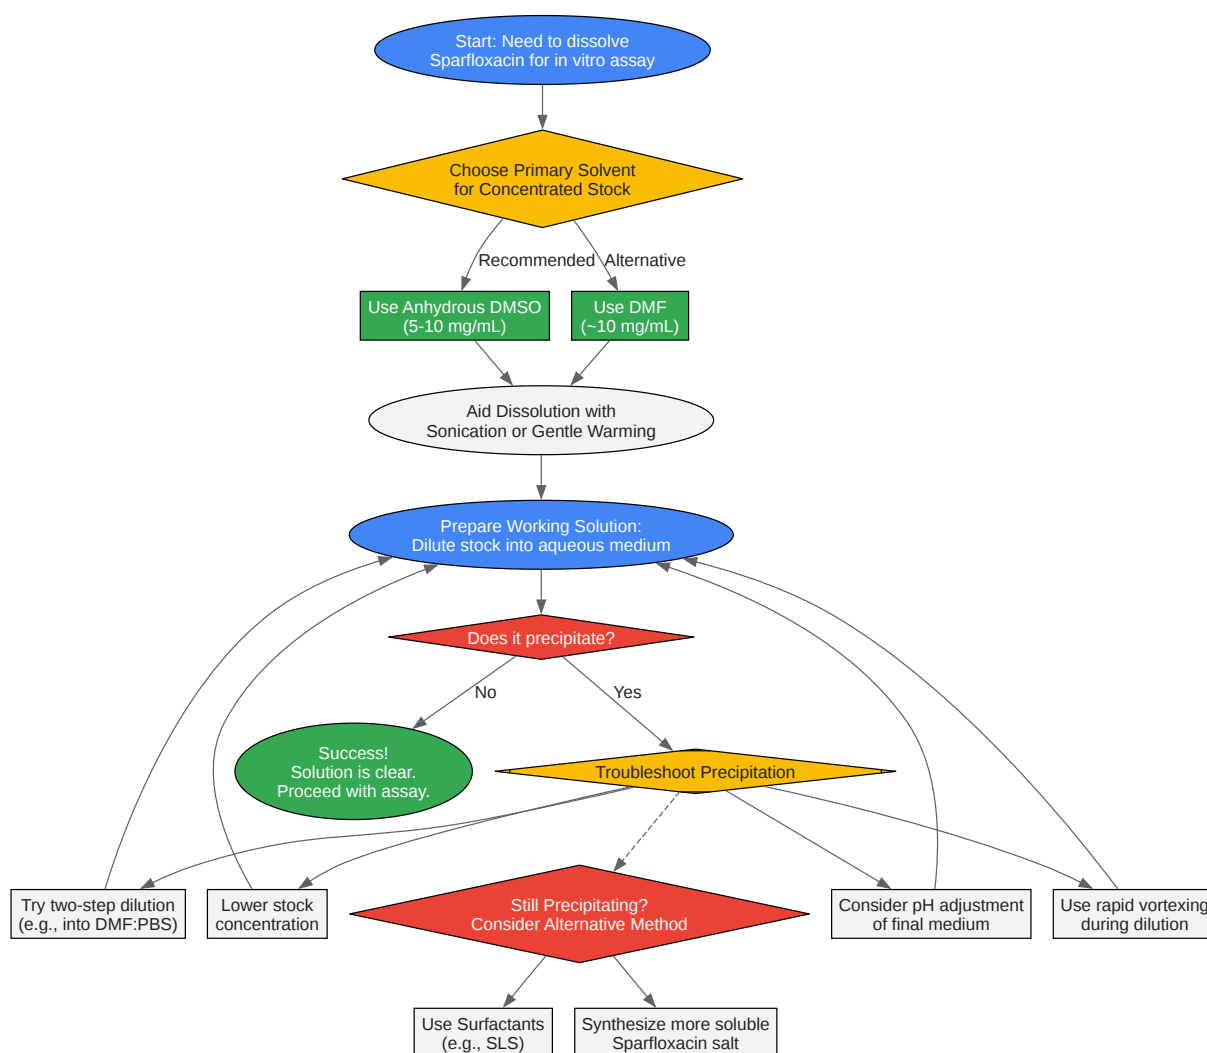 Start: Need to dissolve
Sparfloxacin for in vitro assay
Choose Primary Solvent
for Concentrated Stock
Recommended
Alternative
Use Anhydrous DMSO
(5-10 mg/mL)
Use DMF
(~10 mg/mL)
Aid Dissolution with
Sonication or Gentle Warming
Prepare Working Solution:
Dilute stock into aqueous medium
Does it precipitate?
No
Yes
Success!
Solution is clear.
Proceed with assay.
Troubleshoot Precipitation
Try two-step dilution
(e.g., into DMF:PBS)
Lower stock
concentration
Still Precipitating?
Consider Alternative Method
Consider pH adjustment
of final medium
Use rapid vortexing
during dilution
Use Surfactants
(e.g., SLS)
Synthesize more soluble
Sparfloxacin salt